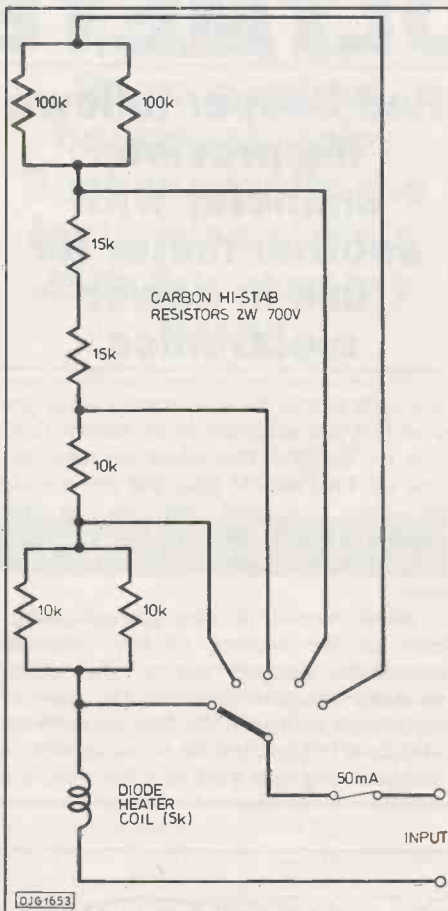 100k
100k
15k
CARBON HI-STAB
RESISTORS 2W 700V
15k
10k
10k
10k
50mA
DIODE
HEATER
COIL (5k)
INPUT
OJG1653